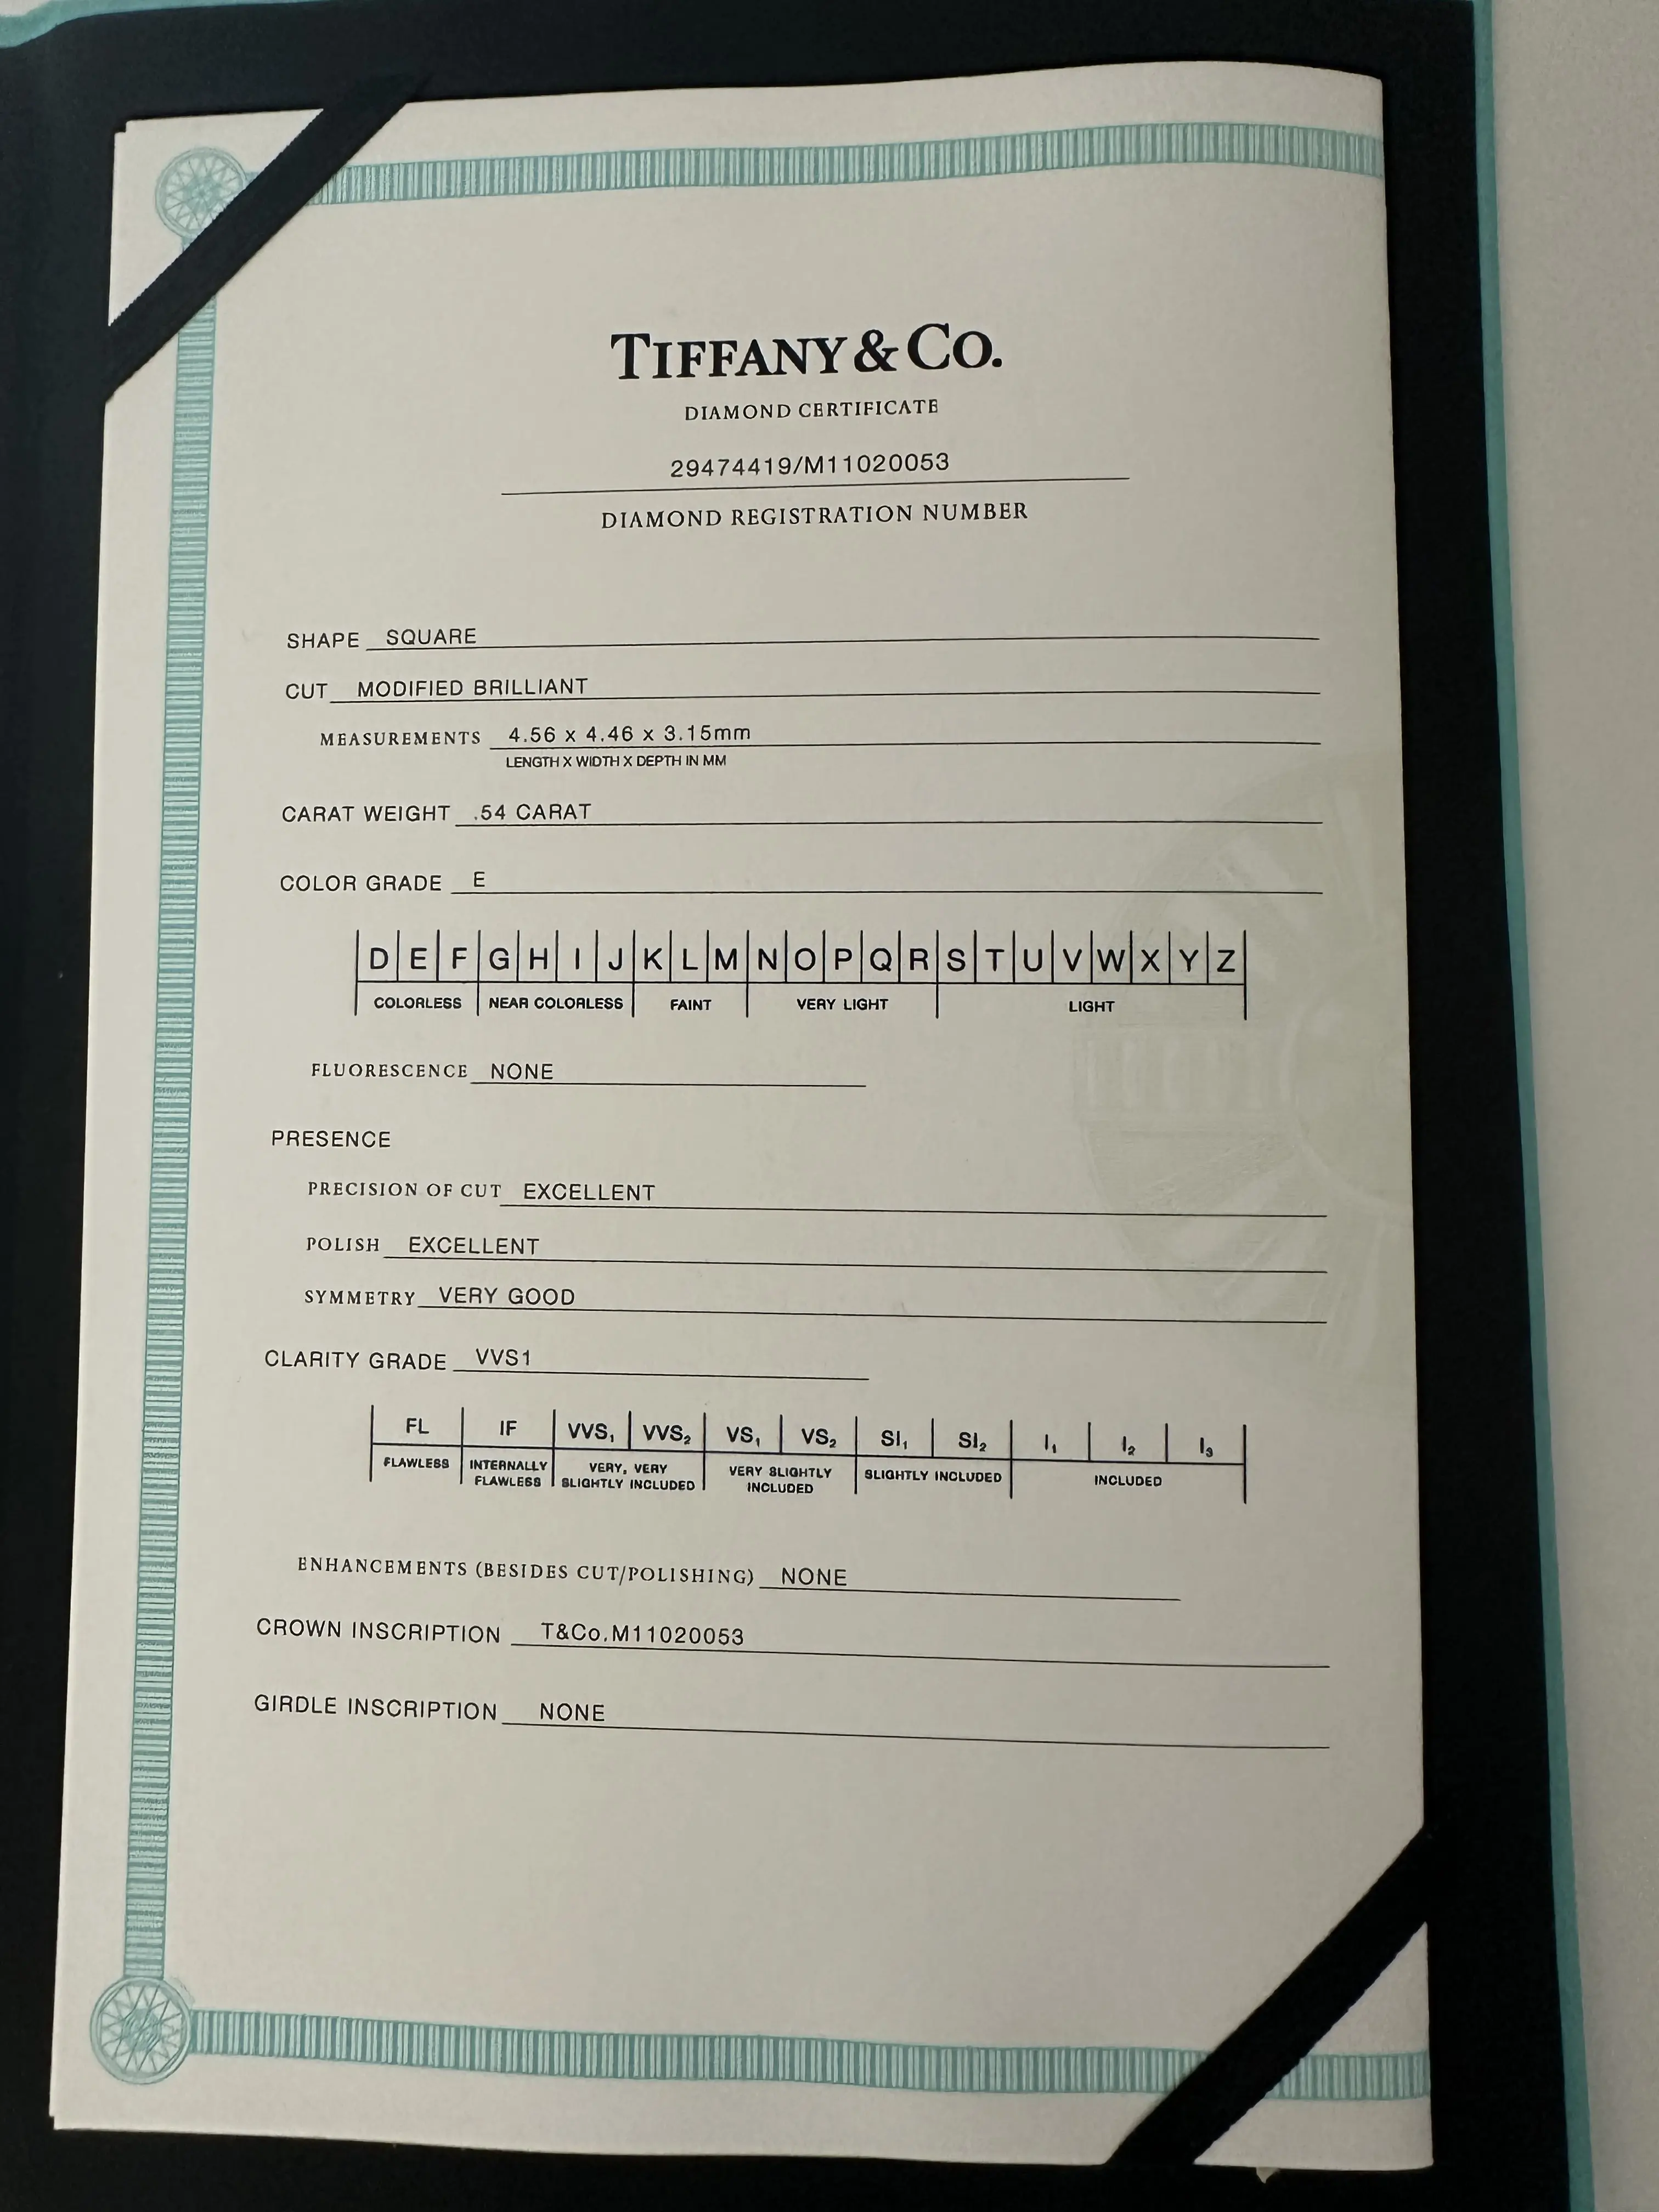 TIFFANY & CO.
DIAMOND CERTIFICATE
29474419/M11020053
DIAMOND REGISTRATION NUMBER
SHAPE SQUARE
CUT MODIFIED BRILLIANT
MEASUREMENTS 4.56 x 4.46 x 3.15mm
LENGTH X WIDTH X DEPTH IN MM
CARAT WEIGHT .54 CARAT
COLOR GRADE E
D E F G H I J K L M N O P Q R S T U V W X Y Z
COLORLESS NEAR COLORLESS FAINT VERY LIGHT LIGHT
FLUORESCENCE NONE
PRESENCE
PRECISION OF CUT EXCELLENT
POLISH EXCELLENT
SYMMETRY VERY GOOD
CLARITY GRADE VVS1
FL IF VVS₁ VVS₂ VS₁ VS₂ SI₁ SI₂ I₁ I₂ I₃
FLAWLESS INTERNALLY FLAWLESS VERY, VERY SLIGHTLY INCLUDED VERY SLIGHTLY INCLUDED SLIGHTLY INCLUDED INCLUDED
ENHANCEMENTS (BESIDES CUT/POLISHING) NONE
CROWN INSCRIPTION T&Co.M11020053
GIRDLE INSCRIPTION NONE